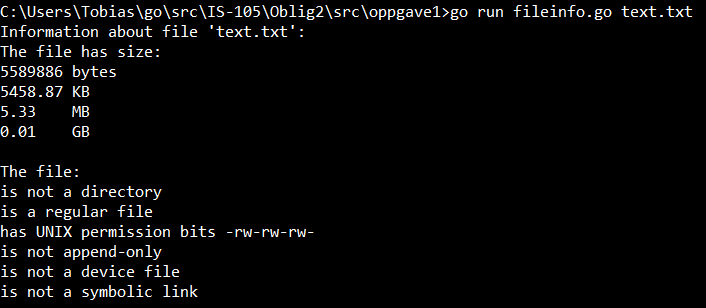 C:\Users\Tobias\go\src\IS-105\Oblig2\src\oppgave1>go run fileinfo.go text.txt
Information about file 'text.txt':
The file has size:
5589886 bytes
5458.87 KB
5.33    MB
0.01    GB

The file:
is not a directory
is a regular file
has UNIX permission bits -rw-rw-rw-
is not append-only
is not a device file
is not a symbolic link